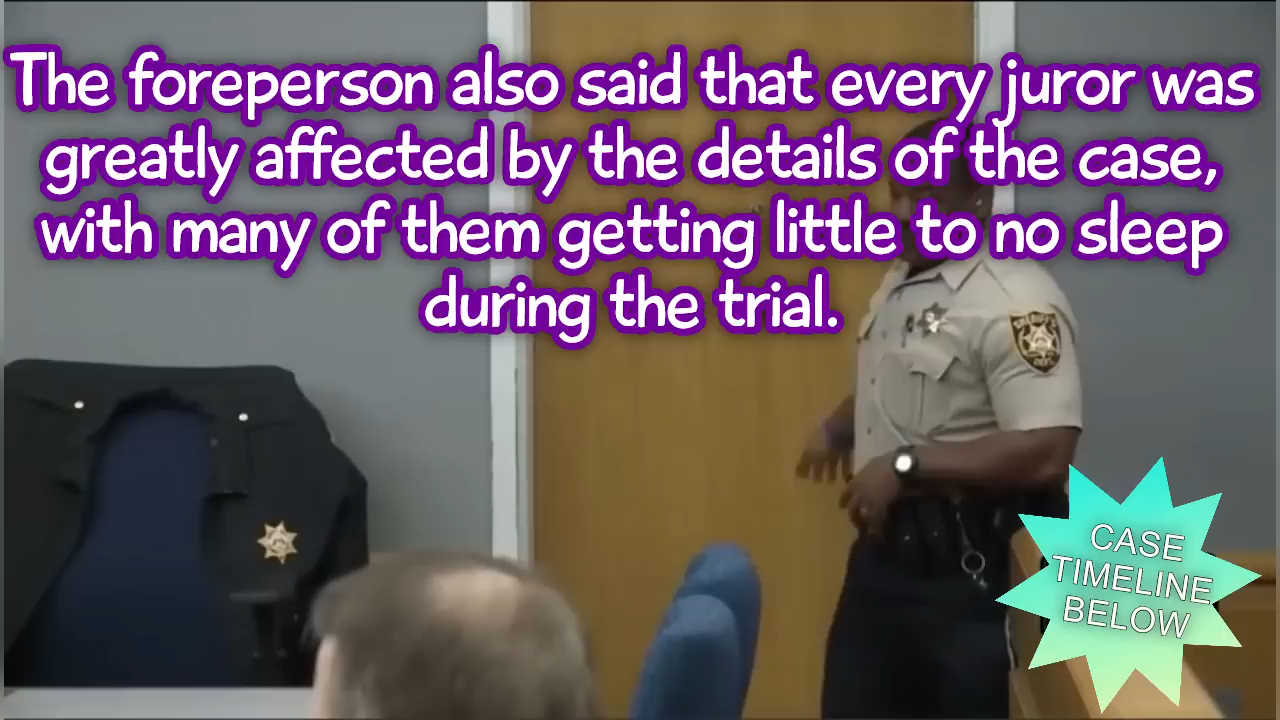 The foreperson also said that every juror was
greatly affected by the details of the case,
with many of them getting little to no sleep
during the trial.
CASE
TIMELINE
BELOW